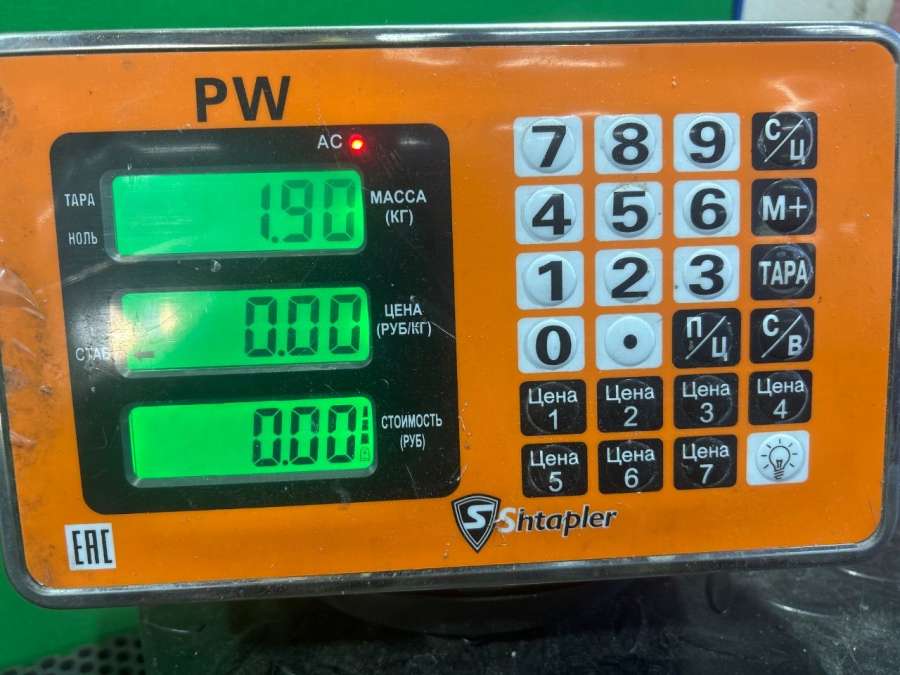 PW
AC
ТАРА
НОЛЬ
1.90
МАССА
(КГ)
СТАБ
0.00
ЦЕНА
(РУБ/КГ)
0.00
СТОИМОСТЬ
(РУБ)
7 8 9 С/Ц
4 5 6 М+
1 2 3 ТАРА
0 • П/Ц С/В
Цена 1
Цена 2
Цена 3
Цена 4
Цена 5
Цена 6
Цена 7
EAC
S Shtapler